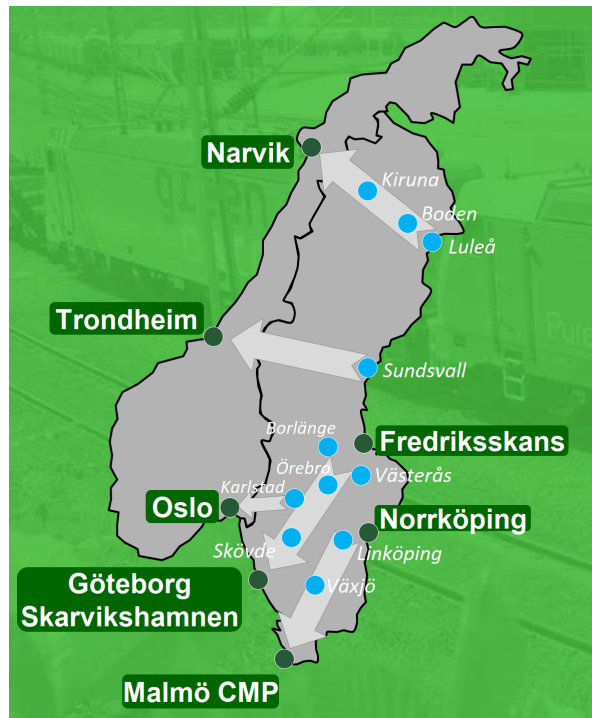 Narvik
Kiruna
Boden
Luleå
Trondheim
Sundsvall
Borlänge
Fredriksskans
Örebro
Västerås
Karlstad
Oslo
Norrköping
Skövde
Linköping
Göteborg
Skarvikshamnen
Växjö
Malmö CMP
Pure